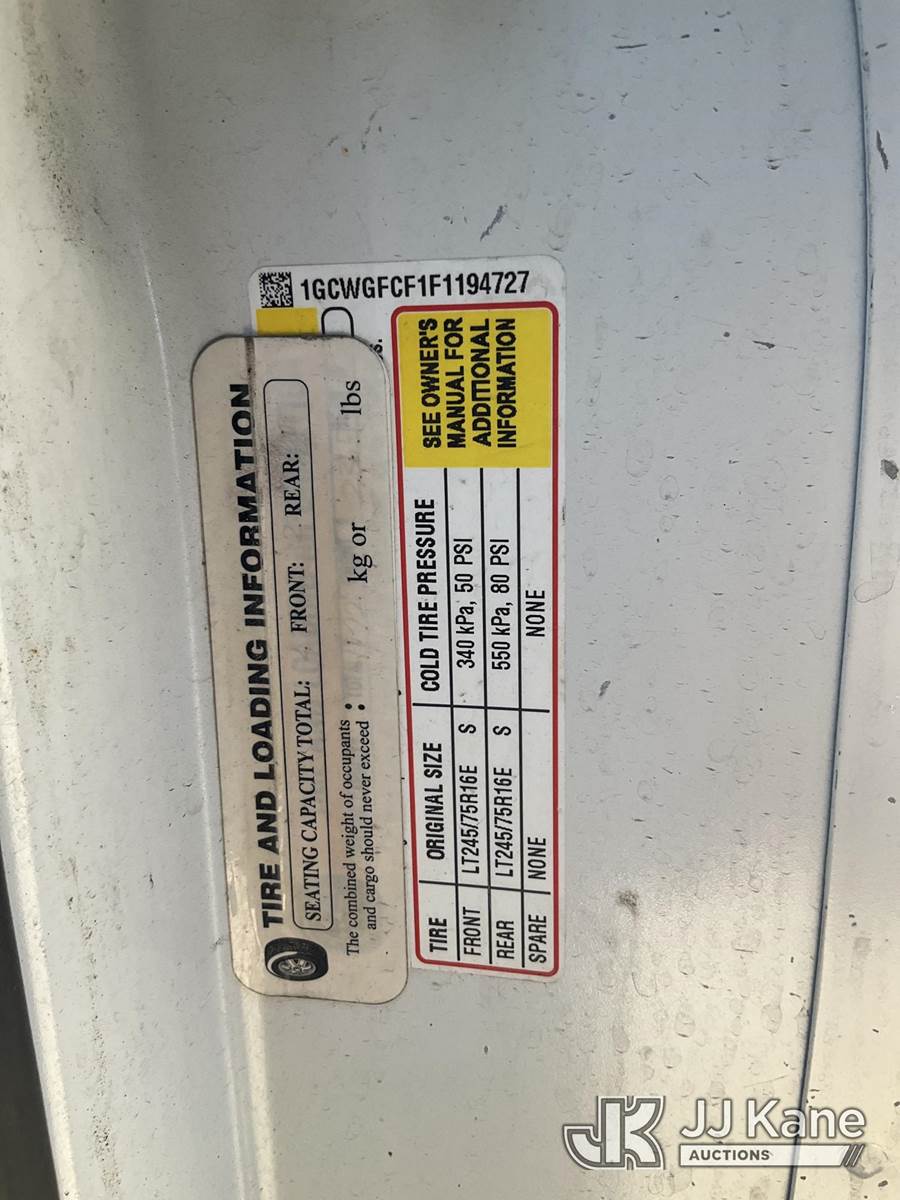 1GCWGFCF1F1194727
TIRE AND LOADING INFORMATION
SEATING CAPACITY TOTAL: FRONT: REAR:
The combined weight of occupants
and cargo should never exceed : kg or lbs
s.
TIRE ORIGINAL SIZE COLD TIRE PRESSURE
FRONT LT245/75R16E S 340 kPa, 50 PSI
REAR LT245/75R16E S 550 kPa, 80 PSI
SPARE NONE NONE
SEE OWNER'S
MANUAL FOR
ADDITIONAL
INFORMATION
JK JJ Kane
AUCTIONS